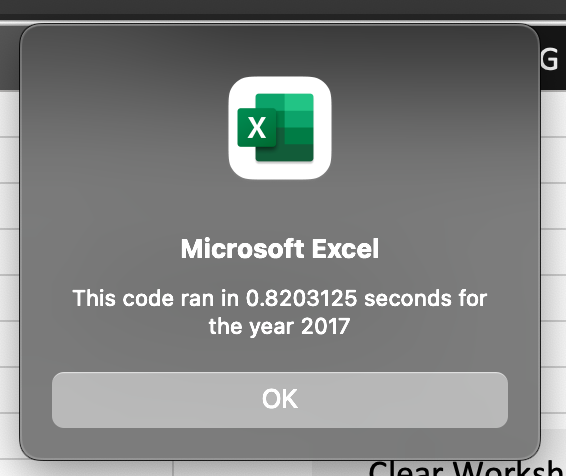 G
X
Microsoft Excel
This code ran in 0.8203125 seconds for
the year 2017
OK
Clear Worksh